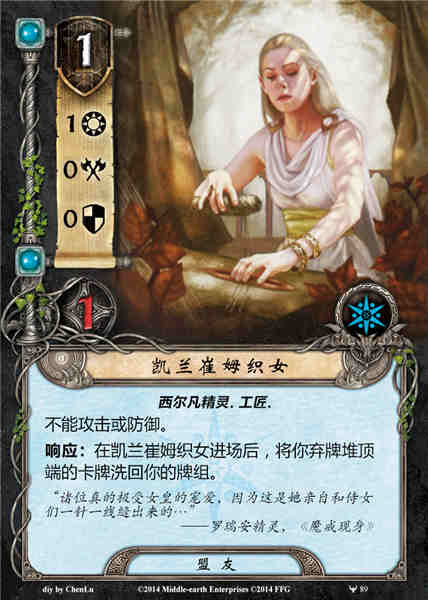 1
1
0
0
1
凯兰崔姆织女
西尔凡精灵. 工匠.
不能攻击或防御。
响应：在凯兰崔姆织女进场后，将你弃牌堆顶
端的卡牌洗回你的牌组。
“诸位真的极受女皇的宠爱，因为这是她亲自和侍女
们一针一线缝出来的…”
——罗瑞安精灵，《魔戒现身》
盟友
diy by ChenLu
©2014 Middle-earth Enterprises ©2014 FFG
89